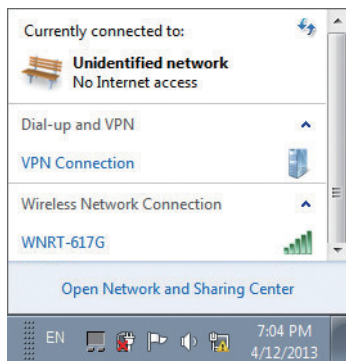 Currently connected to:
Unidentified network
No Internet access
Dial-up and VPN
VPN Connection
Wireless Network Connection
WNRT-617G
Open Network and Sharing Center
EN
7:04 PM
4/12/2013